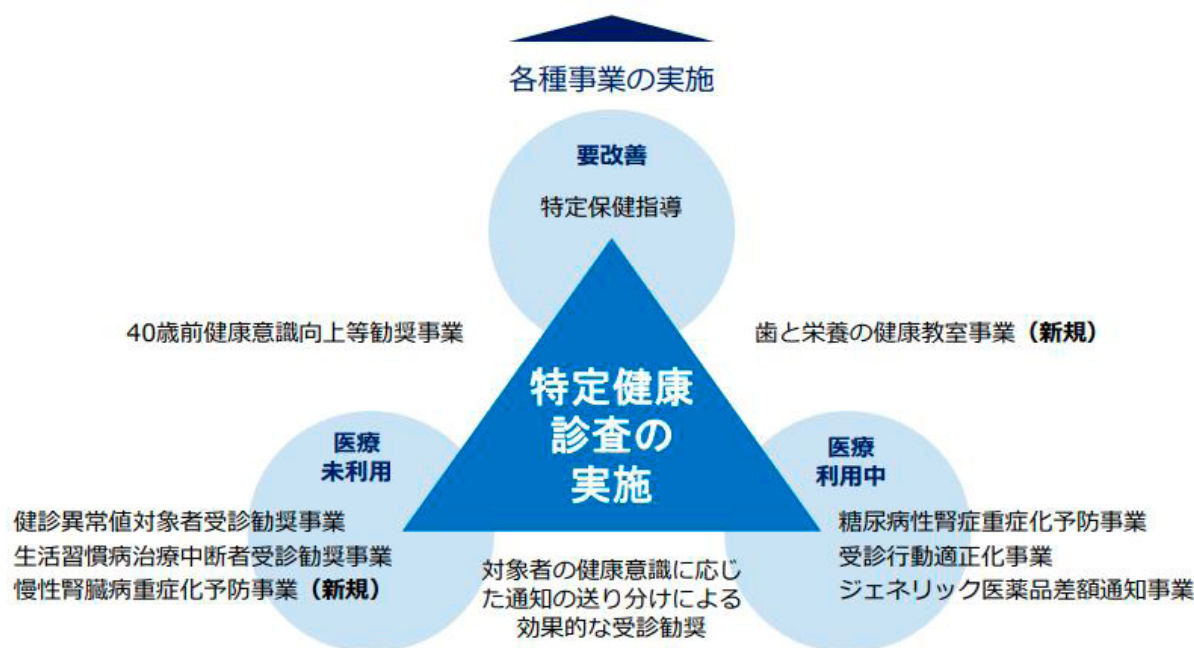 各種事業の実施
要改善
特定保健指導
40歳前健康意識向上等勧奨事業
歯と栄養の健康教室事業（新規）
特定健康
診査の
実施
医療
未利用
健診異常値対象者受診勧奨事業
生活習慣病治療中断者受診勧奨事業
慢性腎臓病重症化予防事業（新規）
対象者の健康意識に応じ
た通知の送り分けによる
効果的な受診勧奨
医療
利用中
糖尿病性腎症重症化予防事業
受診行動適正化事業
ジェネリック医薬品差額通知事業